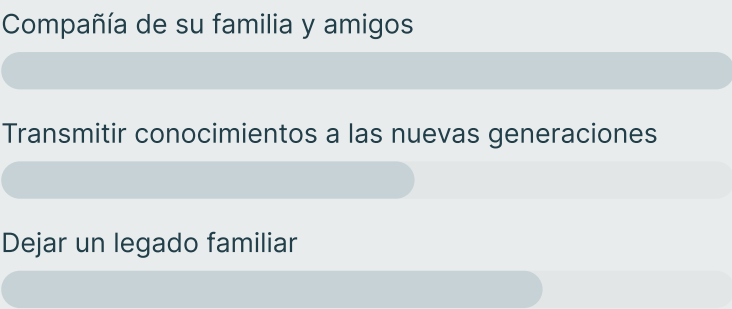 Compañía de su familia y amigos
Transmitir conocimientos a las nuevas generaciones
Dejar un legado familiar